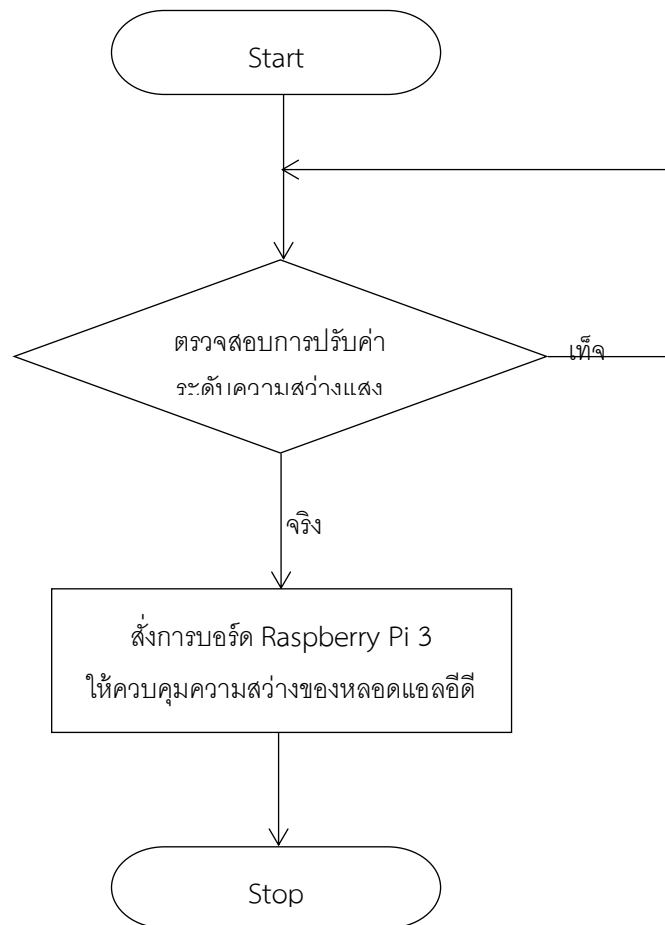 Start
ตรวจสอบการปรับค่า
ระดับความสว่างแสง
เท็จ
จริง
สั่งการบอร์ด Raspberry Pi 3
ให้ควบคุมความสว่างของหลอดแอลอีดี
Stop